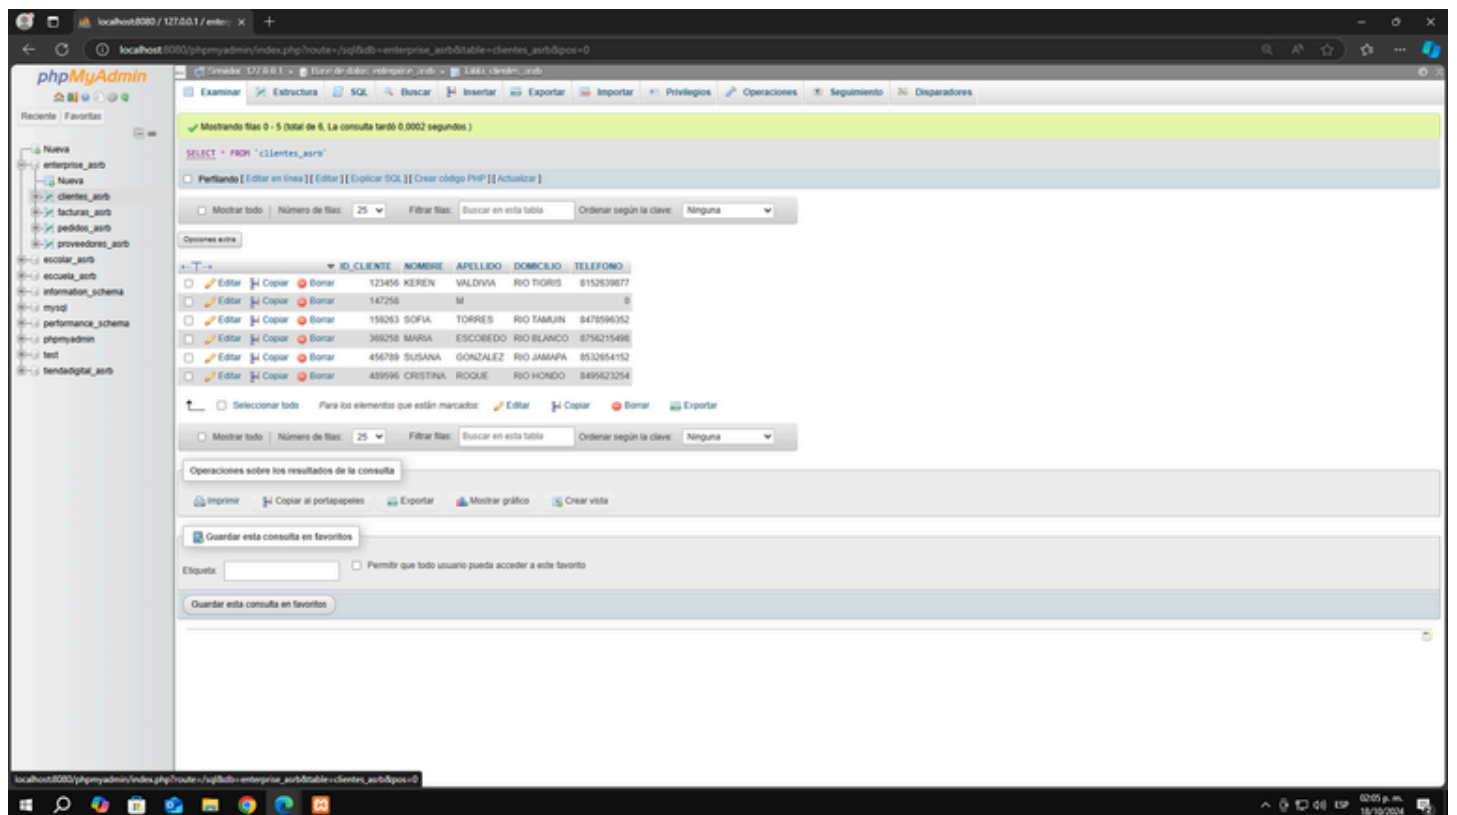 localhost:8080 / 127.0.0.1 / enterp
localhost:8080/phpmyadmin/index.php?route=/sql&db=enterprise_asrb&table=clientes_asrb&pos=0
phpMyAdmin
Reciente Favoritas
Nueva
enterprise_asrb
Nueva
clientes_asrb
facturas_asrb
pedidos_asrb
proveedores_asrb
escolar_asrb
escuela_asrb
information_schema
mysql
performance_schema
phpmyadmin
test
tiendadigital_asrb
Servidor: 127.0.0.1 » Base de datos: enterprise_asrb » Tabla: clientes_asrb
Examinar Estructura SQL Buscar Insertar Exportar Importar Privilegios Operaciones Seguimiento Disparadores
Mostrando filas 0 - 5 (total de 6, La consulta tardó 0,0002 segundos.)
SELECT * FROM `clientes_asrb`
Perfilando [ Editar en línea ] [ Editar ] [ Explicar SQL ] [ Crear código PHP ] [ Actualizar ]
Mostrar todo | Número de filas: 25 Filtrar filas: Buscar en esta tabla Ordenar según la clave: Ninguna
Opciones extra
←T→ ID_CLIENTE NOMBRE APELLIDO DOMICILIO TELEFONO
Editar Copiar Borrar 123456 KEREN VALDIVIA RIO TIGRIS 8152639877
Editar Copiar Borrar 147258 M 0
Editar Copiar Borrar 159263 SOFIA TORRES RIO TAMUIN 8478596352
Editar Copiar Borrar 369258 MARIA ESCOBEDO RIO BLANCO 8756215498
Editar Copiar Borrar 456789 SUSANA GONZALEZ RIO JAMAPA 8532654152
Editar Copiar Borrar 489596 CRISTINA ROQUE RIO HONDO 8495623254
Seleccionar todo Para los elementos que están marcados: Editar Copiar Borrar Exportar
Mostrar todo | Número de filas: 25 Filtrar filas: Buscar en esta tabla Ordenar según la clave: Ninguna
Operaciones sobre los resultados de la consulta
Imprimir Copiar al portapapeles Exportar Mostrar gráfico Crear vista
Guardar esta consulta en favoritos
Etiqueta: Permitir que todo usuario pueda acceder a este favorito
Guardar esta consulta en favoritos
localhost:8080/phpmyadmin/index.php?route=/sql&db=enterprise_asrb&table=clientes_asrb&pos=0
ESP 02:05 p. m.
18/10/2024